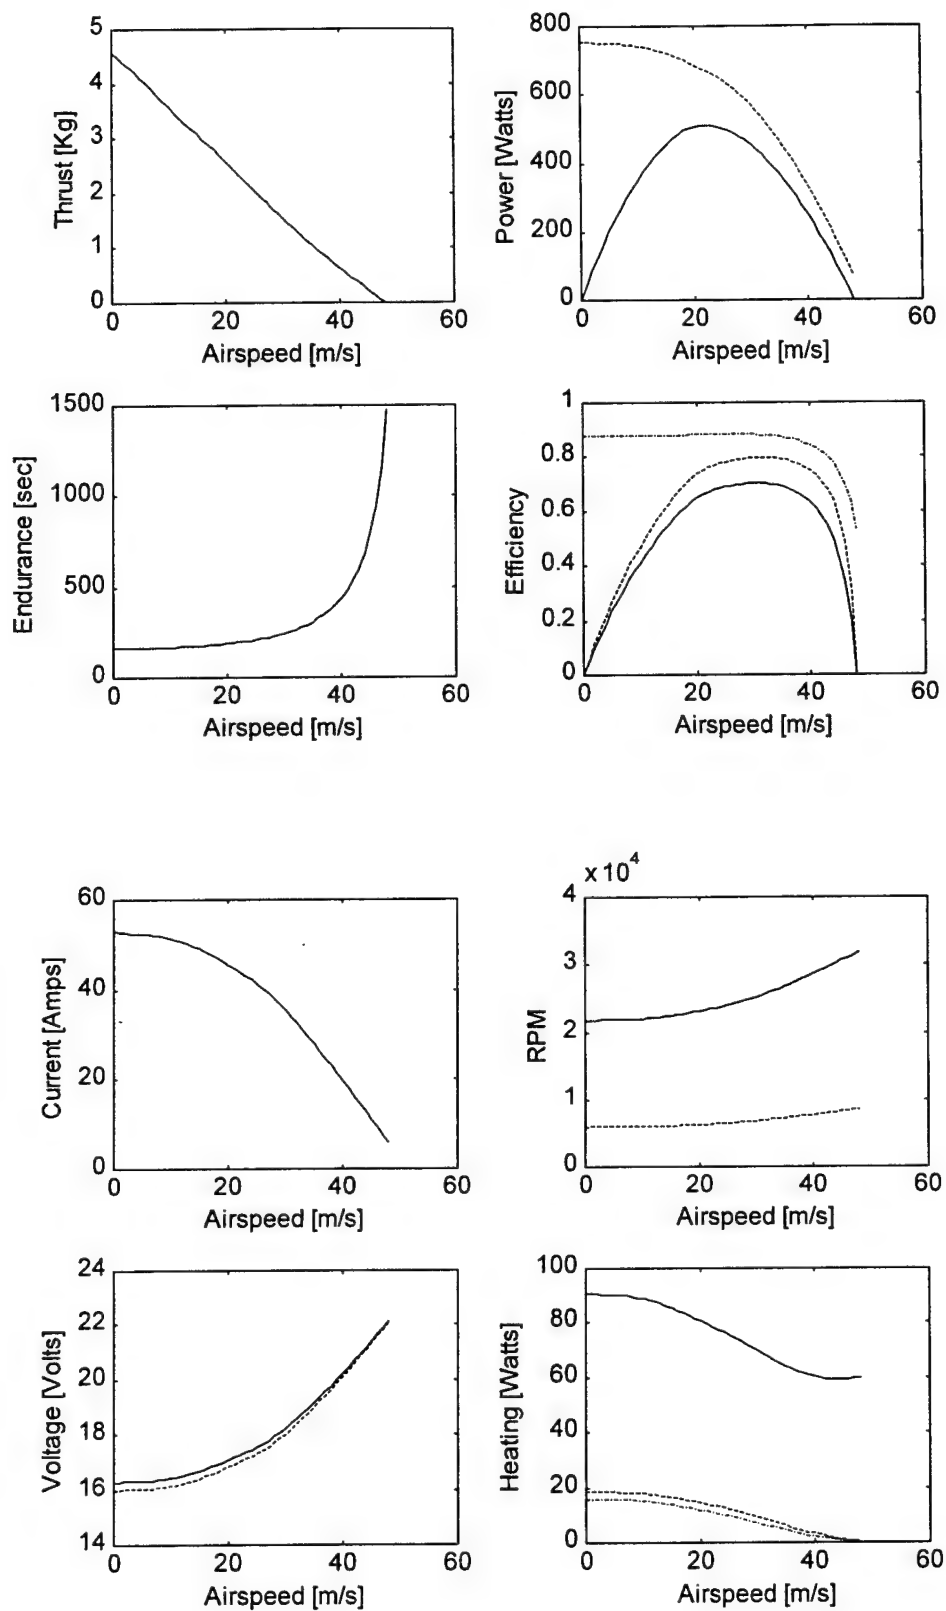 5
4
3
2
1
0
Thrust [Kg]
0 20 40 60
Airspeed [m/s]
800
600
400
200
0
Power [Watts]
0 20 40 60
Airspeed [m/s]
1500
1000
500
0
Endurance [sec]
0 20 40 60
Airspeed [m/s]
1
0.8
0.6
0.4
0.2
0
Efficiency
0 20 40 60
Airspeed [m/s]
60
40
20
0
Current [Amps]
0 20 40 60
Airspeed [m/s]
x 10^4
4
3
2
1
0
RPM
0 20 40 60
Airspeed [m/s]
24
22
20
18
16
14
Voltage [Volts]
0 20 40 60
Airspeed [m/s]
100
80
60
40
20
0
Heating [Watts]
0 20 40 60
Airspeed [m/s]